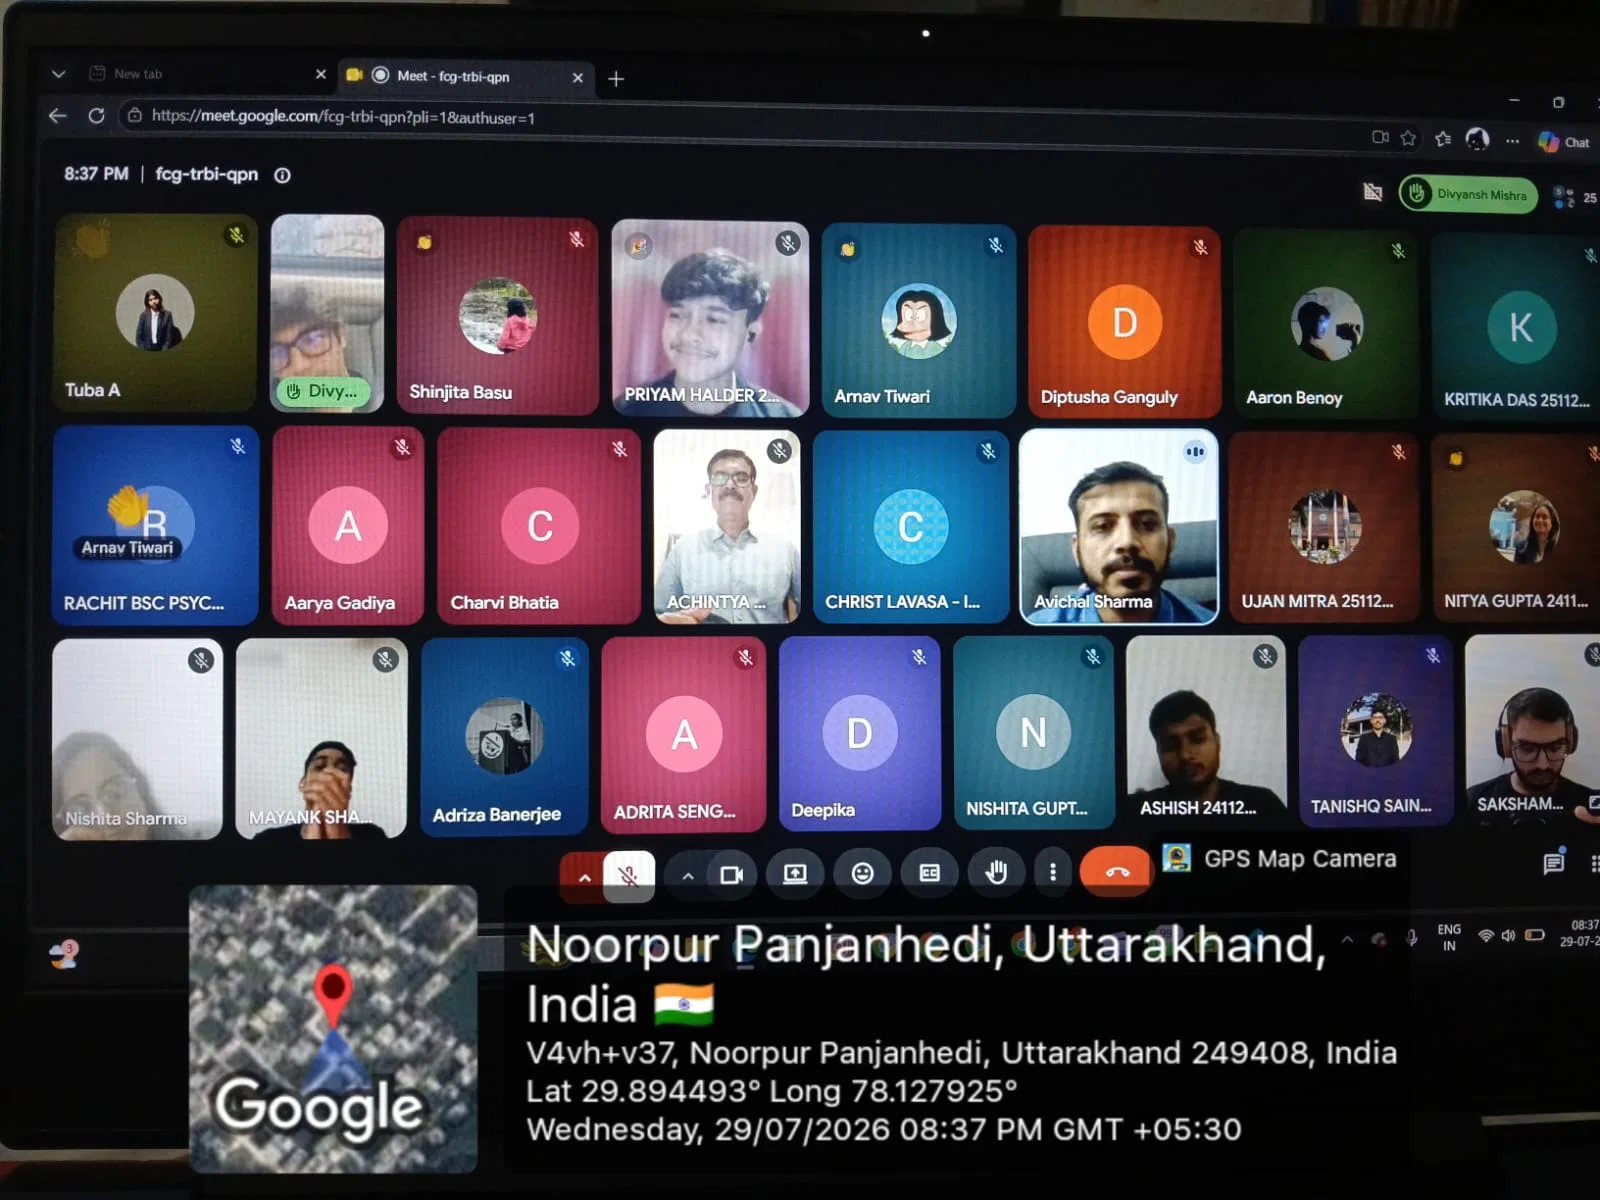 New tab
Meet - fcg-trbi-qpn
https://meet.google.com/fcg-trbi-qpn?pli=1&authuser=1
Chat
8:37 PM | fcg-trbi-qpn
Divyansh Mishra
25
Tuba A
Divy...
Shinjita Basu
PRIYAM HALDER 2...
Arnav Tiwari
D
Diptusha Ganguly
Aaron Benoy
K
KRITIKA DAS 25112...
R
Arnav Tiwari
RACHIT BSC PSYC...
A
Aarya Gadiya
C
Charvi Bhatia
ACHINTYA ...
C
CHRIST LAVASA - I...
Avichal Sharma
UJAN MITRA 25112...
NITYA GUPTA 2411...
Nishita Sharma
MAYANK SHA...
Adriza Banerjee
A
ADRITA SENG...
D
Deepika
N
NISHITA GUPT...
ASHISH 24112...
TANISHQ SAIN...
SAKSHAM...
CC
GPS Map Camera
3
ENG
IN
08:37
29-07-2
Google
Noorpur Panjanhedi, Uttarakhand,
India
V4vh+v37, Noorpur Panjanhedi, Uttarakhand 249408, India
Lat 29.894493° Long 78.127925°
Wednesday, 29/07/2026 08:37 PM GMT +05:30